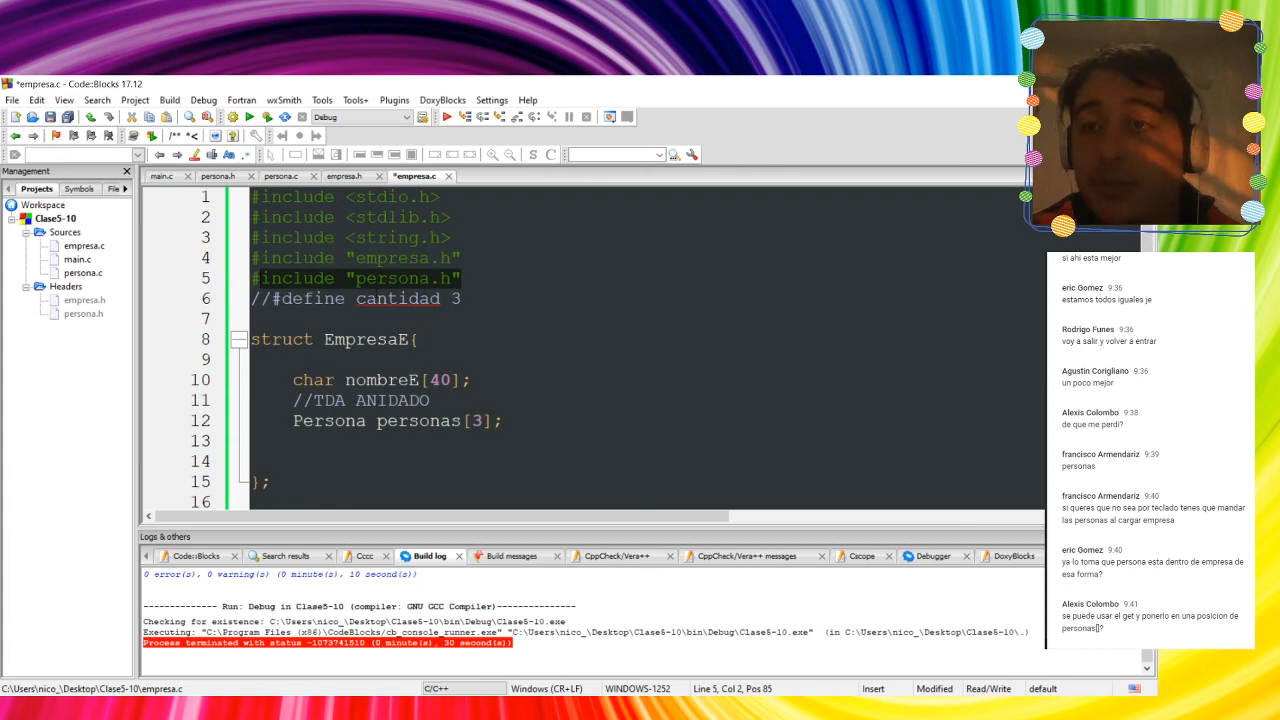 *empresa.c - Code::Blocks 17.12
File Edit View Search Project Build Debug Fortran wxSmith Tools Tools+ Plugins DoxyBlocks Settings Help
Debug
/** *<
Aa .*
S C
Management
Projects Symbols File
Workspace
Clase5-10
Sources
empresa.c
main.c
persona.c
Headers
empresa.h
persona.h
main.c persona.h persona.c empresa.h *empresa.c
1 #include <stdio.h>
2 #include <stdlib.h>
3 #include <string.h>
4 #include "empresa.h"
5 #include "persona.h"
6 //#define cantidad 3
7
8 struct EmpresaE{
9
10 char nombreE[40];
11 //TDA ANIDADO
12 Persona personas[3];
13
14
15 };
16
Logs & others
Code::Blocks Search results Cccc Build log Build messages CppCheck/Vera++ CppCheck/Vera++ messages Cscope Debugger DoxyBlocks
0 error(s), 0 warning(s) (0 minute(s), 10 second(s))
-------------- Run: Debug in Clase5-10 (compiler: GNU GCC Compiler)---------------
Checking for existence: C:\Users\nico_\Desktop\Clase5-10\bin\Debug\Clase5-10.exe
Executing: "C:\Program Files (x86)\CodeBlocks/cb_console_runner.exe" "C:\Users\nico_\Desktop\Clase5-10\bin\Debug\Clase5-10.exe" (in C:\Users\nico_\Desktop\Clase5-10\.)
Process terminated with status -1073741510 (0 minute(s), 30 second(s))
C:\Users\nico_\Desktop\Clase5-10\empresa.c C/C++ Windows (CR+LF) WINDOWS-1252 Line 5, Col 2, Pos 85 Insert Modified Read/Write default
si ahi esta mejor
eric Gomez 9:36
estamos todos iguales je
Rodrigo Funes 9:36
voy a salir y volver a entrar
Agustin Corigliano 9:36
un poco mejor
Alexis Colombo 9:38
de que me perdi?
francisco Armendariz 9:39
personas
francisco Armendariz 9:40
si queres que no sea por teclado tenes que mandar
las personas al cargar empresa
eric Gomez 9:40
ya lo toma que persona esta dentro de empresa de
esa forma?
Alexis Colombo 9:41
se puede usar el get y ponerlo en una posicion de
personas[]?